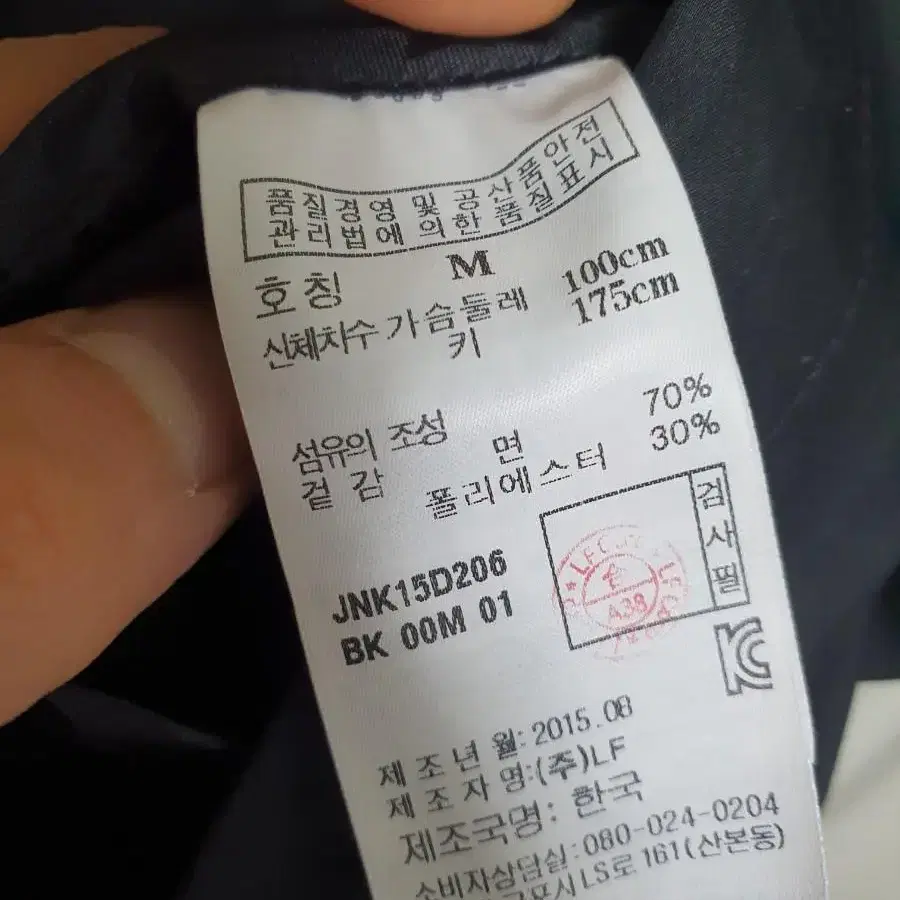 품질경영 및 공산품안전
관리법에 의한 품질표시
호칭 M
신체치수 가슴둘레 100cm
키 175cm
섬유의 조성
겉감 면 70%
폴리에스터 30%
검사필
JNK15D206
BK 00M 01
제조년월: 2015.08
제조자명:(주)LF
제조국명: 한국
소비자상담실:080-024-0204
LS로 161(산본동)